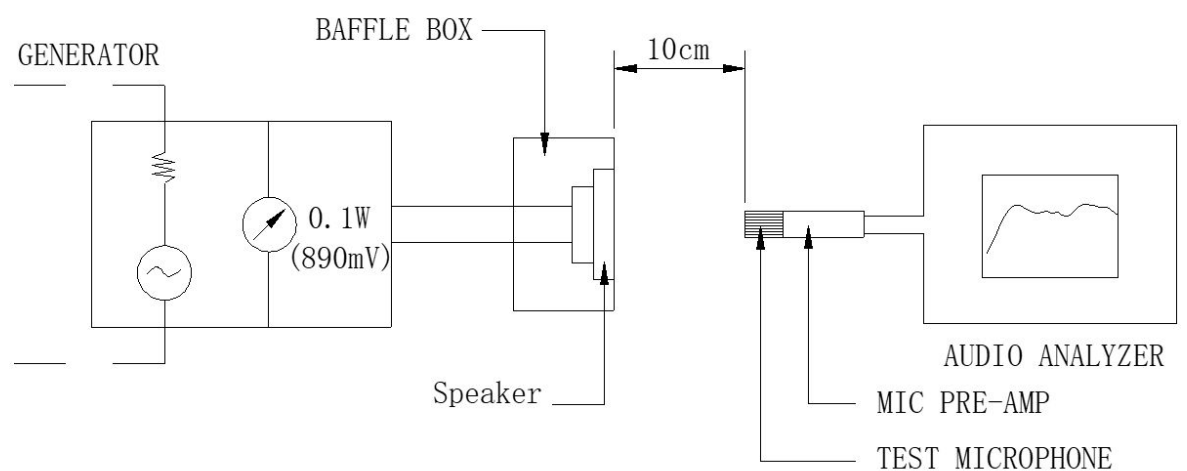 BAFFLE BOX
10cm
GENERATOR
0.1W
(890mV)
AUDIO ANALYZER
Speaker
MIC PRE-AMP
TEST MICROPHONE